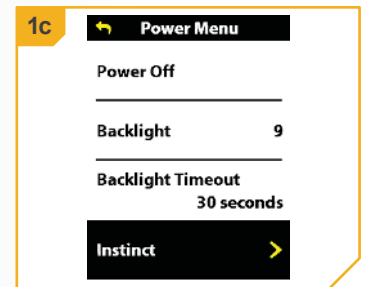 1c
Power Menu
Power Off
Backlight 9
Backlight Timeout
30 seconds
Instinct